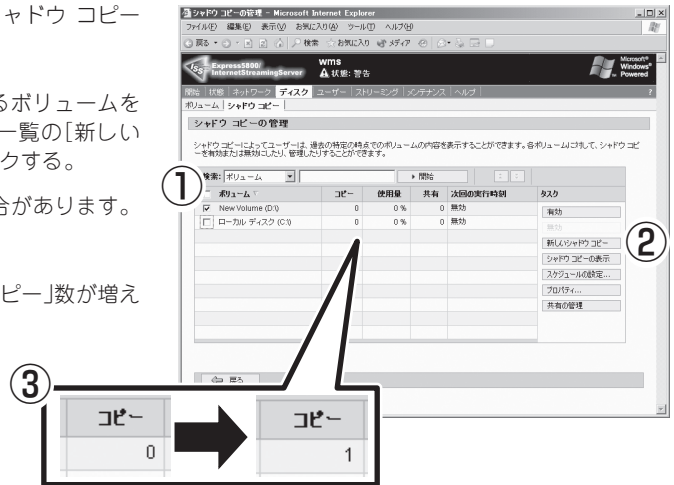 ャドウ コピー
るボリュームを
一覧の[新しい
クする。
合があります。
ピー」数が増え
シャドウ コピーの管理 - Microsoft Internet Explorer
ファイル(F) 編集(E) 表示(V) お気に入り(A) ツール(T) ヘルプ(H)
戻る 検索 お気に入り メディア
ISS Express5800/ InternetStreamingServer
wms
状態: 警告
Microsoft® Windows® Powered
開始 状態 ネットワーク ディスク ユーザー ストリーミング メンテナンス ヘルプ ?
ボリューム シャドウ コピー
シャドウ コピーの管理
シャドウ コピーによってユーザーは、過去の特定の時点でのボリュームの内容を表示することができます。各ボリュームに対して、シャドウ コピ
ーを有効または無効にしたり、管理したりすることができます。
① 検索: ボリューム 開始
ボリューム コピー 使用量 共有 次回の実行時刻 タスク
New Volume (D:\) 0 0 % 0 無効
ローカル ディスク (C:\) 0 0 % 0 無効
有効
無効
新しいシャドウ コピー
②
シャドウ コピーの表示
スケジュールの設定...
プロパティ...
共有の管理
戻る
③
コピー コピー
0 1